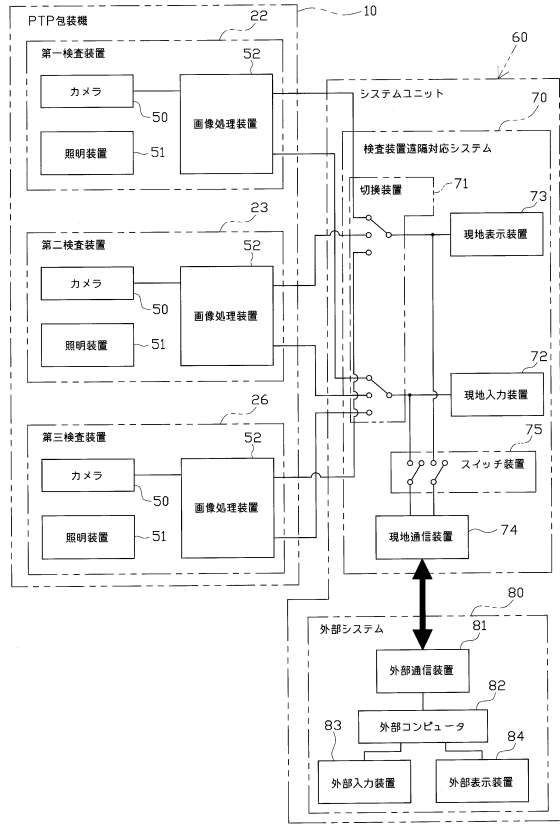 PTP包装機
10
22
第一検査装置
52
カメラ
50
画像処理装置
照明装置
51
23
第二検査装置
52
カメラ
50
画像処理装置
照明装置
51
26
第三検査装置
52
カメラ
50
画像処理装置
照明装置
51
60
システムユニット
70
検査装置遠隔対応システム
切換装置
71
73
現地表示装置
72
現地入力装置
75
スイッチ装置
現地通信装置
74
80
外部システム
81
外部通信装置
82
外部コンピュータ
83
84
外部入力装置
外部表示装置